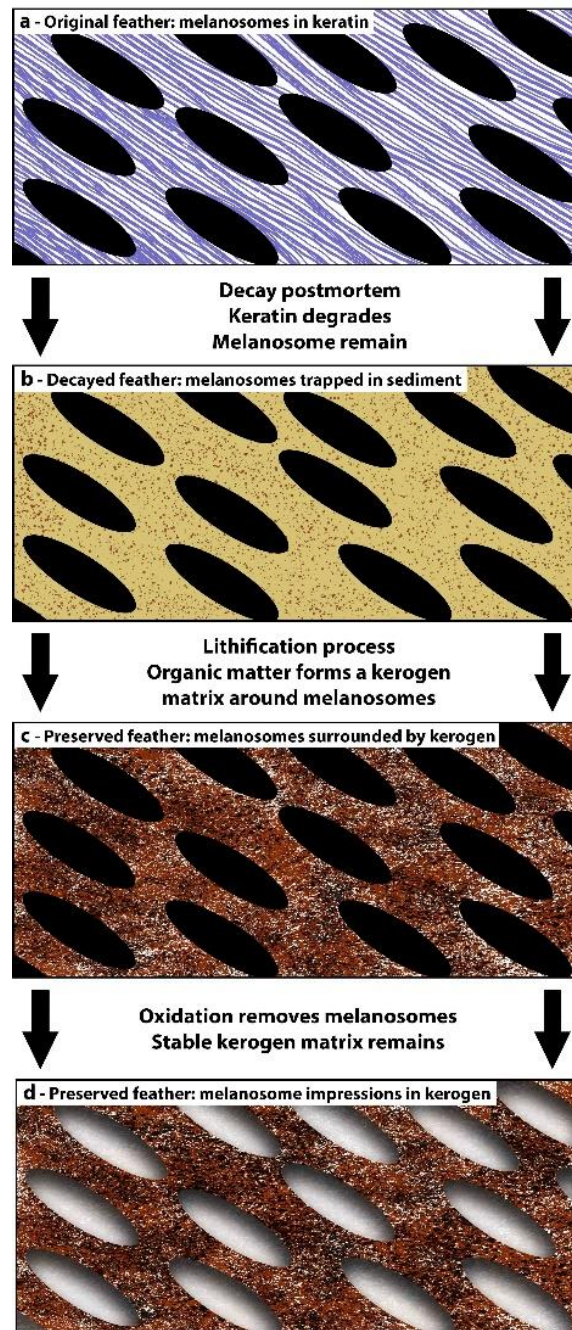 a - Original feather: melanosomes in keratin
Decay postmortem
Keratin degrades
Melanosome remain
b - Decayed feather: melanosomes trapped in sediment
Lithification process
Organic matter forms a kerogen
matrix around melanosomes
c - Preserved feather: melanosomes surrounded by kerogen
Oxidation removes melanosomes
Stable kerogen matrix remains
d - Preserved feather: melanosome impressions in kerogen